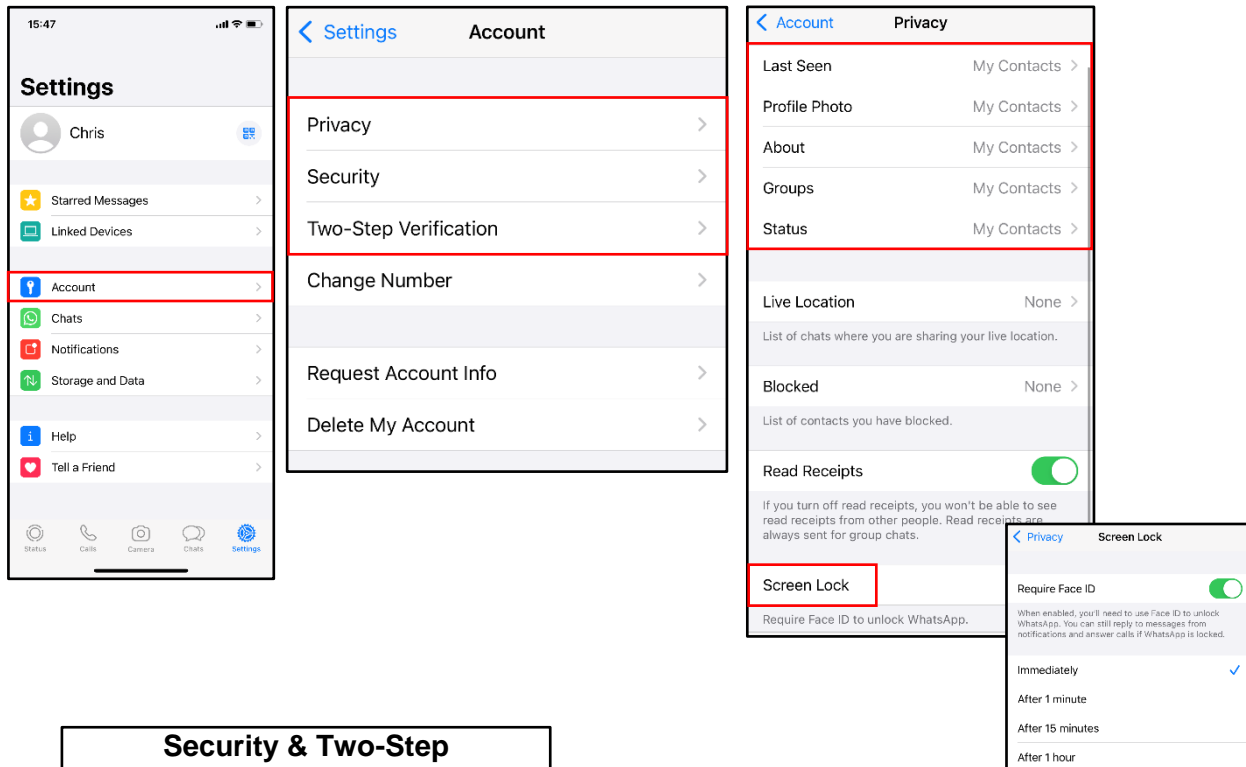 15:47
Settings
Chris
Starred Messages
Linked Devices
Account
Chats
Notifications
Storage and Data
Help
Tell a Friend
Status Calls Camera Chats Settings
Settings Account
Privacy
Security
Two-Step Verification
Change Number
Request Account Info
Delete My Account
Account Privacy
Last Seen My Contacts
Profile Photo My Contacts
About My Contacts
Groups My Contacts
Status My Contacts
Live Location None
List of chats where you are sharing your live location.
Blocked None
List of contacts you have blocked.
Read Receipts
If you turn off read receipts, you won't be able to see
read receipts from other people. Read receipts are
always sent for group chats.
Screen Lock
Require Face ID to unlock WhatsApp.
Privacy Screen Lock
Require Face ID
When enabled, you'll need to use Face ID to unlock
WhatsApp. You can still reply to messages from
notifications and answer calls if WhatsApp is locked.
Immediately
After 1 minute
After 15 minutes
After 1 hour
Security & Two-Step